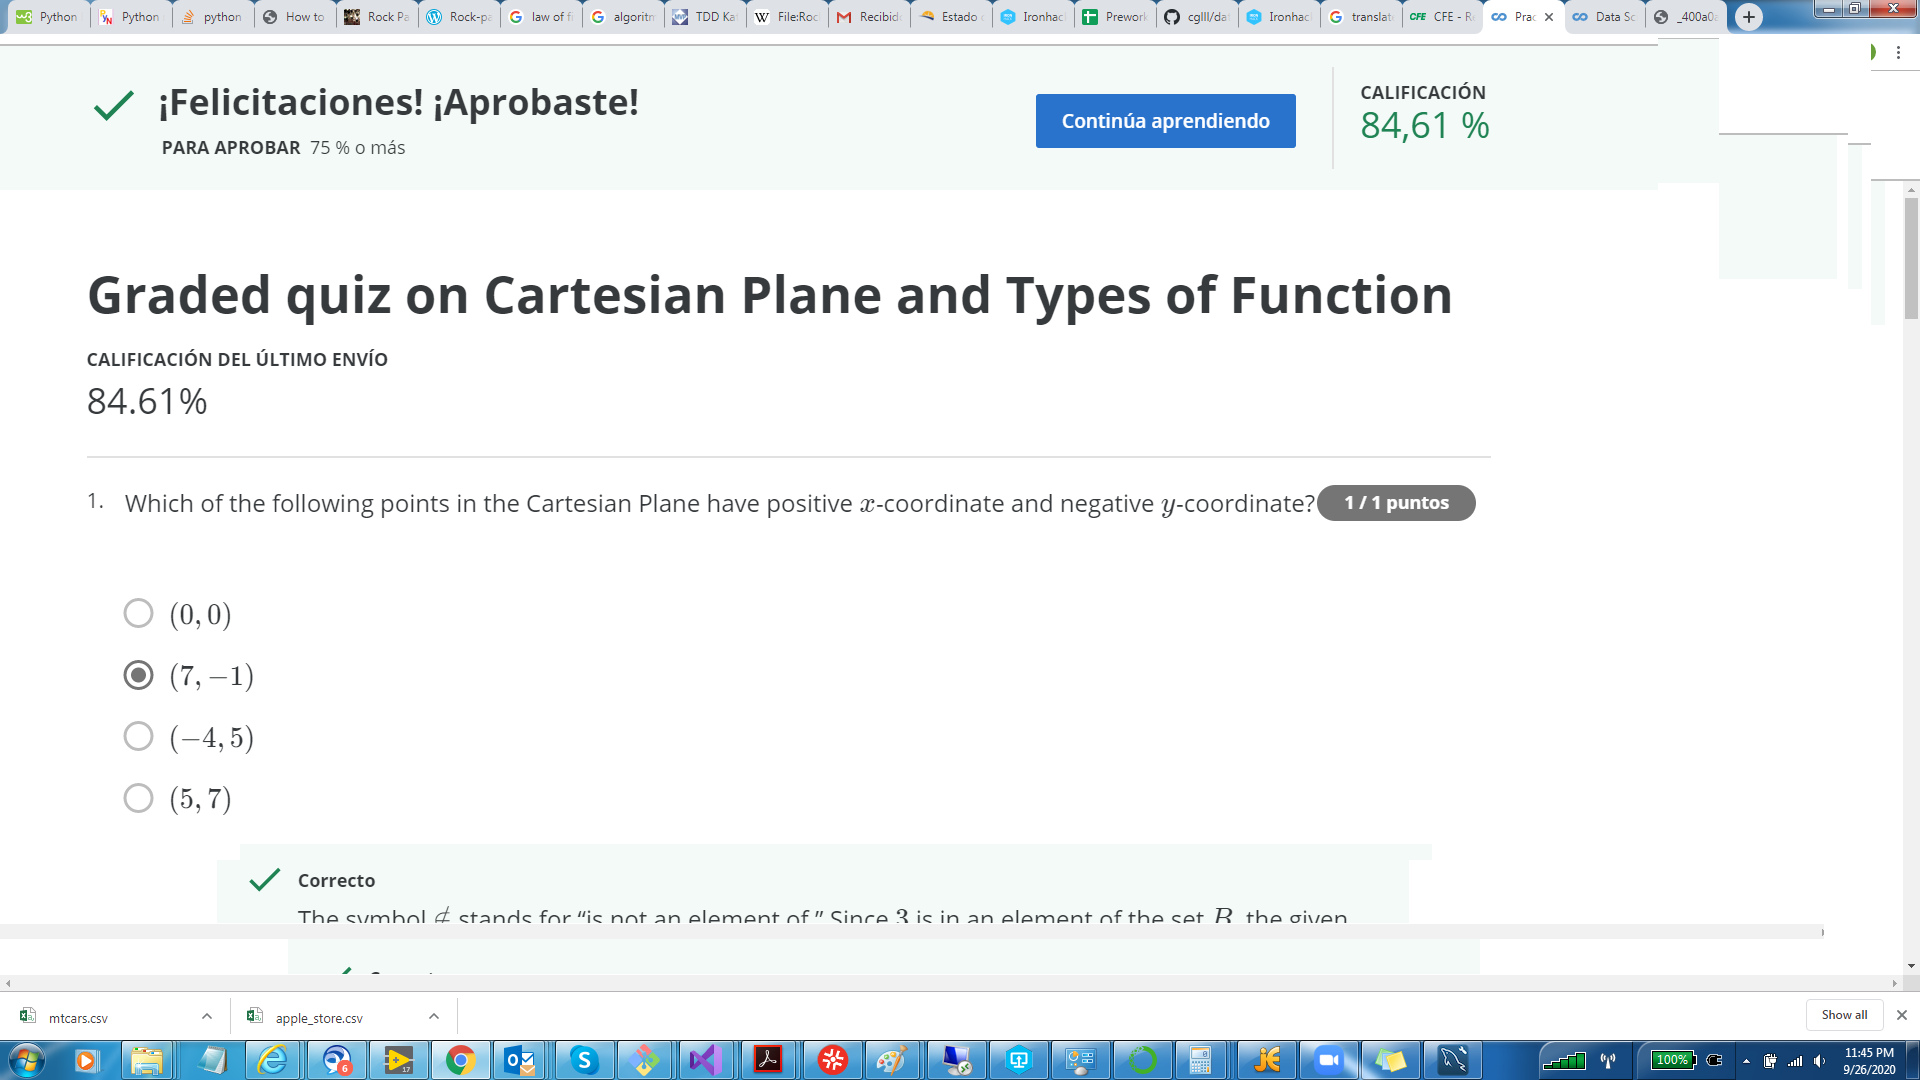 Python
Python
python
How to
Rock Pa
Rock-pa
law of f
algoritn
TDD Ka
File:Roc
Recibido
Estado
Ironhac
Prework
cglll/da
Ironhac
translat
CFE - R
Prac
Data Sc
_400a0
¡Felicitaciones! ¡Aprobaste!
PARA APROBAR 75 % o más
Continúa aprendiendo
CALIFICACIÓN
84,61 %
Graded quiz on Cartesian Plane and Types of Function
CALIFICACIÓN DEL ÚLTIMO ENVÍO
84.61%
1. Which of the following points in the Cartesian Plane have positive x-coordinate and negative y-coordinate? 1 / 1 puntos
(0, 0)
(7, −1)
(−4, 5)
(5, 7)
Correcto
The symbol ∉ stands for “is not an element of.” Since 3 is in an element of the set B, the given
mtcars.csv
apple_store.csv
Show all
100%
11:45 PM
9/26/2020